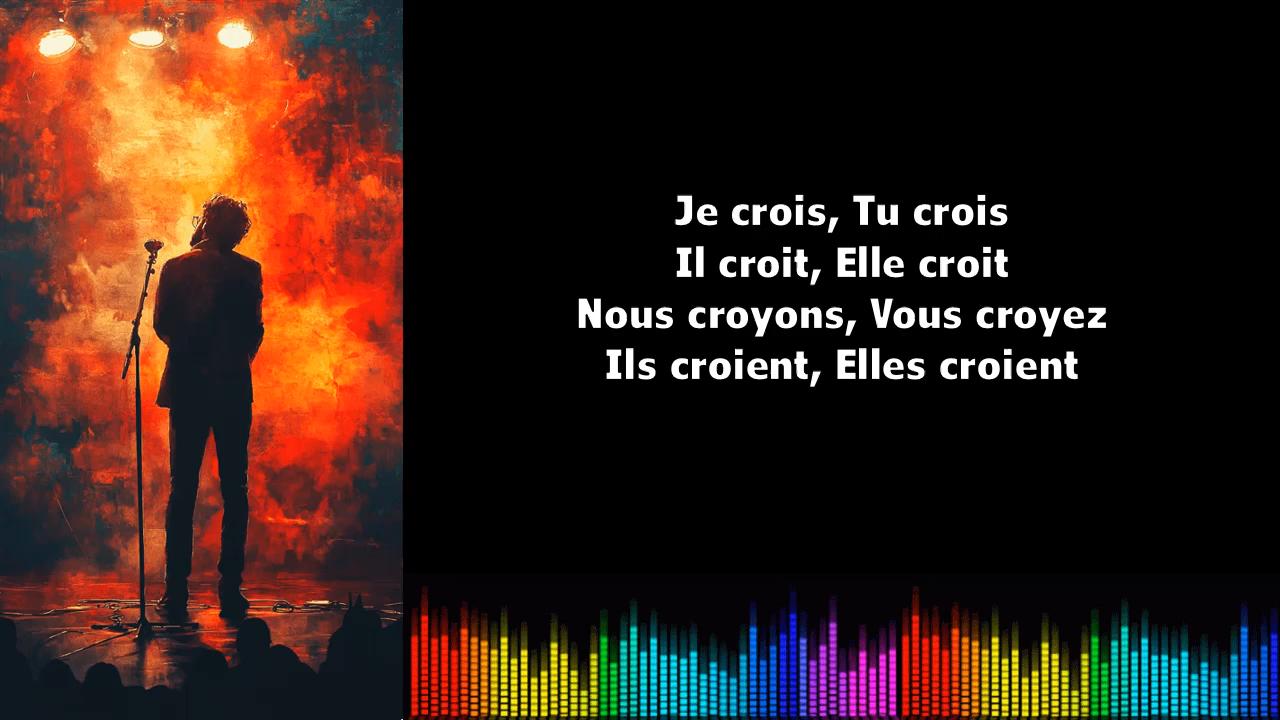 Je crois, Tu crois
Il croit, Elle croit
Nous croyons, Vous croyez
Ils croient, Elles croient